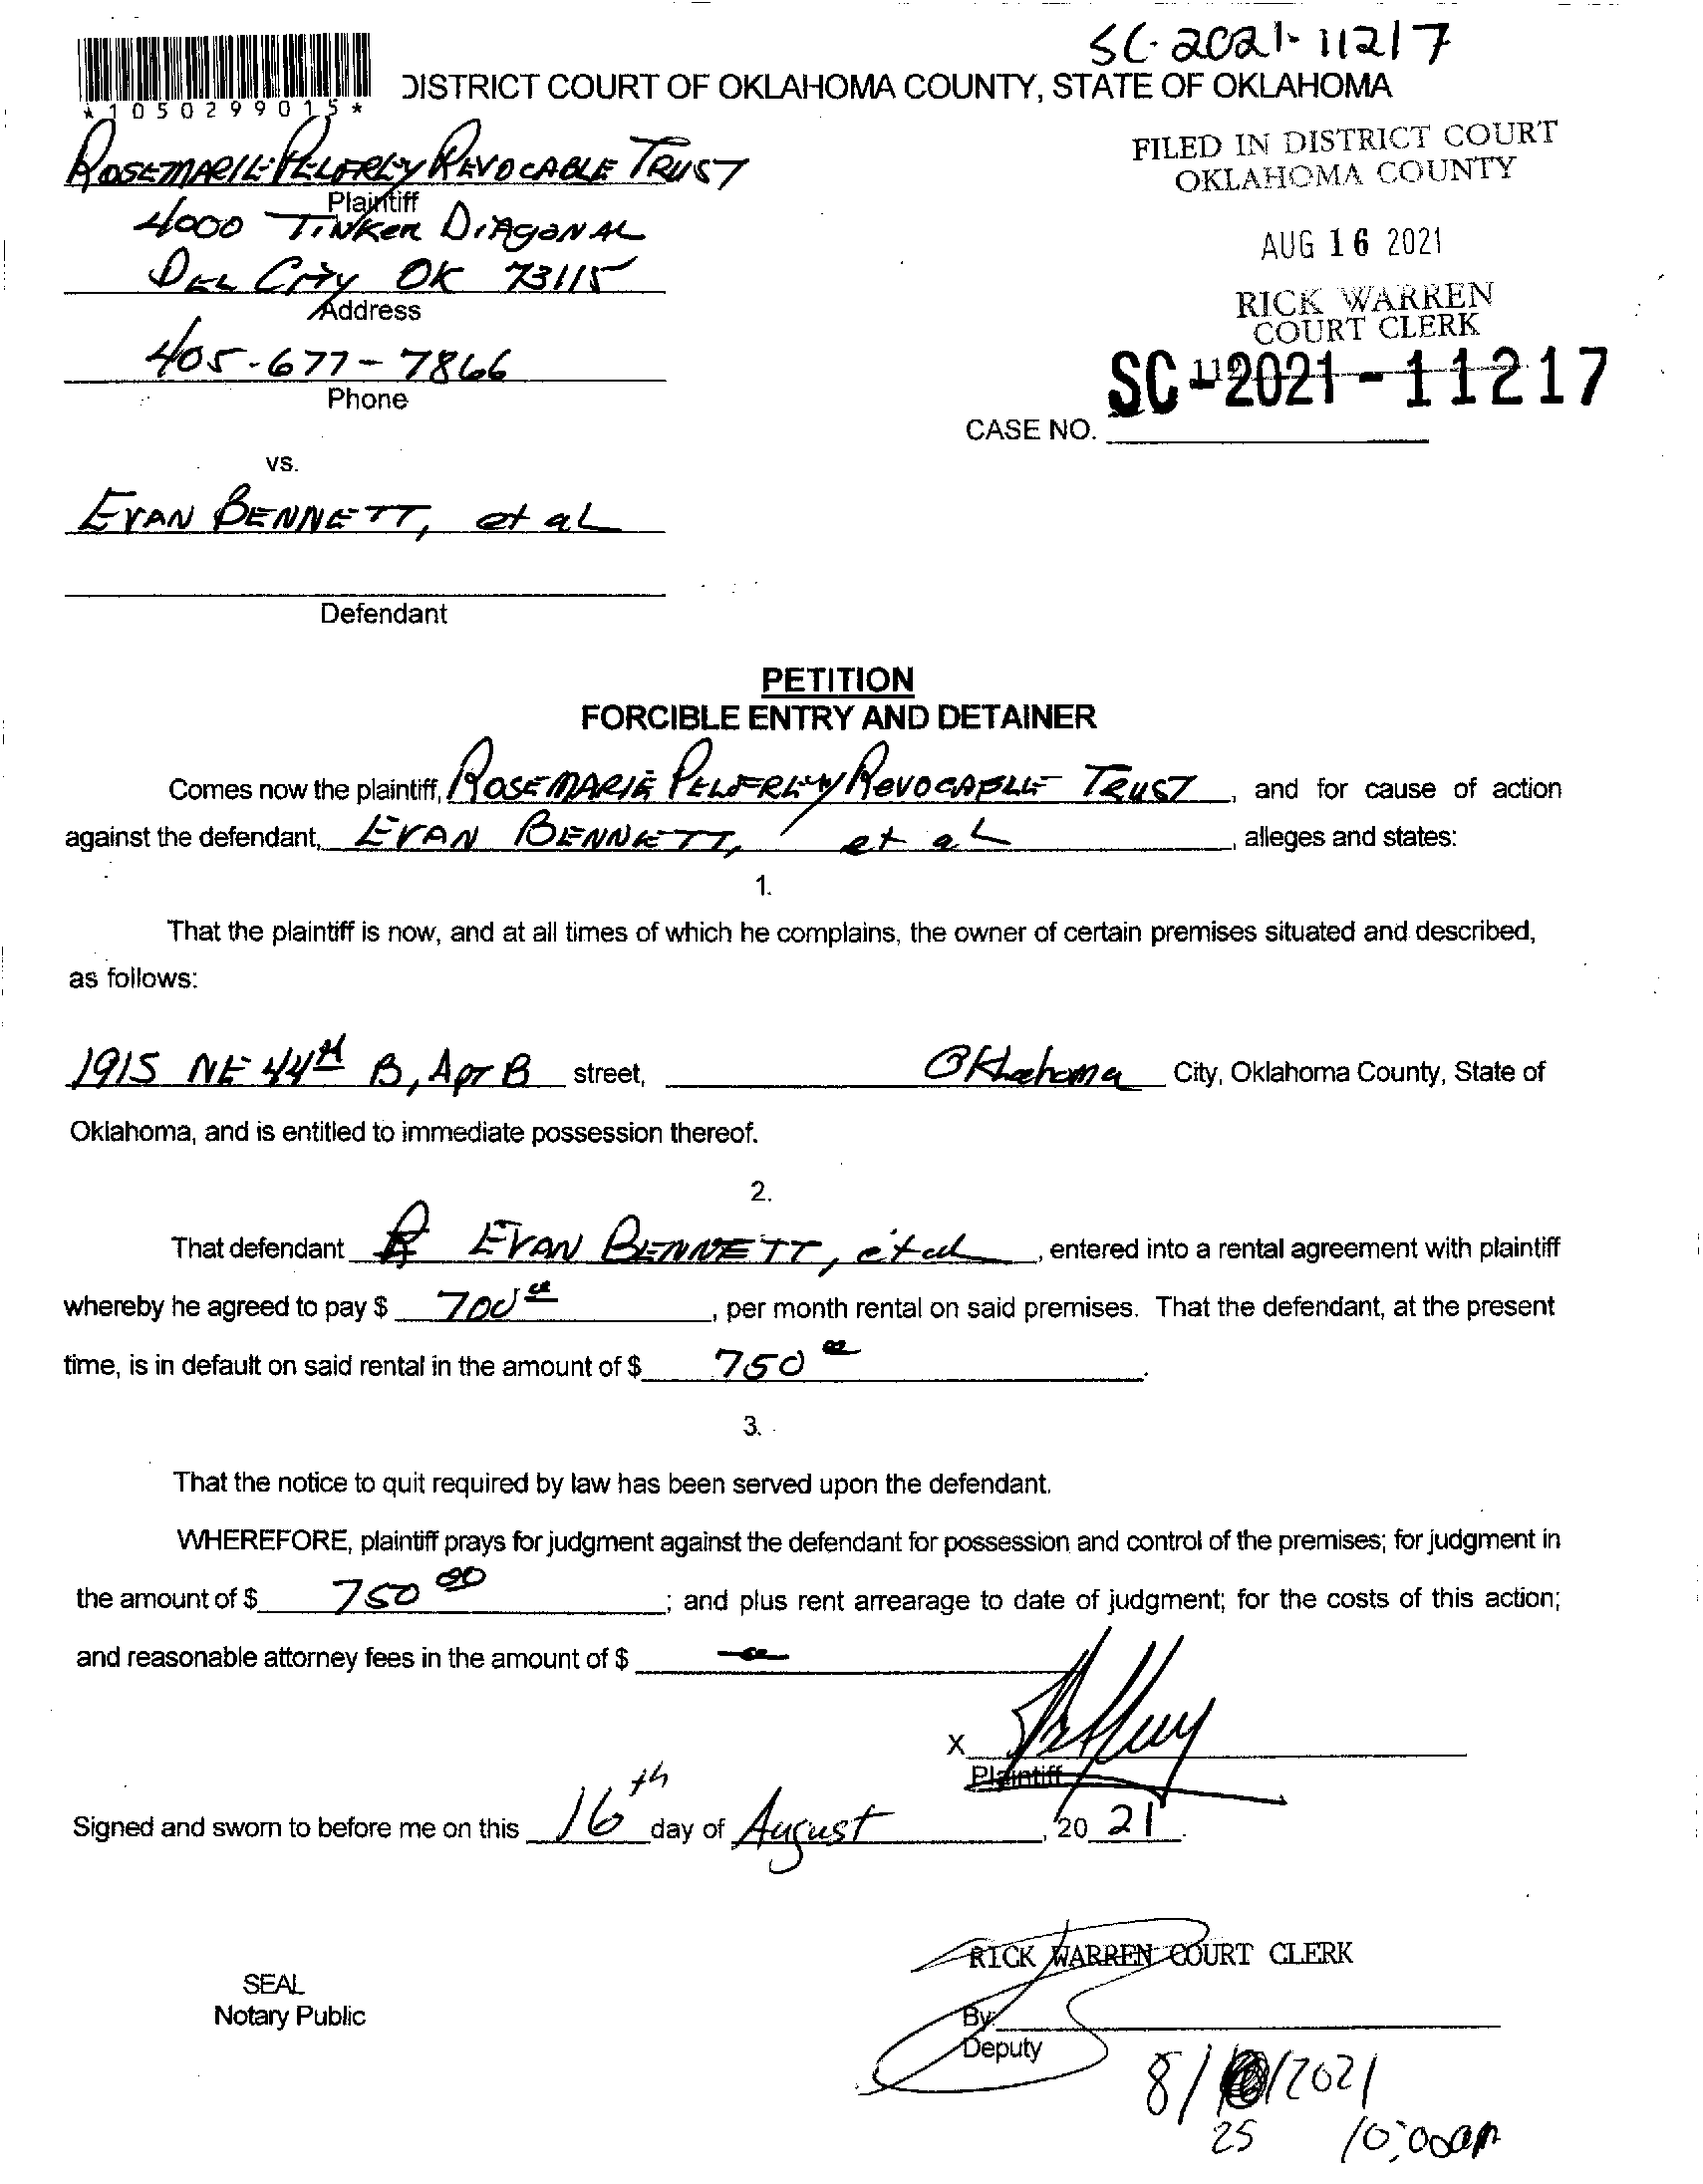 SC-2021-11217
*1050299015*
DISTRICT COURT OF OKLAHOMA COUNTY, STATE OF OKLAHOMA
FILED IN DISTRICT COURT
OKLAHOMA COUNTY
ROSEMARIE PELFREY REVOCABLE TRUST
Plaintiff
4000 TINKER DIAGONAL
AUG 16 2021
DEL CITY OK 73115
Address
RICK WARREN
COURT CLERK
405-677-7866
Phone
SC-2021-11217
CASE NO.
vs.
EVAN BENNETT, et al
Defendant
PETITION
FORCIBLE ENTRY AND DETAINER
Comes now the plaintiff, ROSEMARIE PELFREY REVOCABLE TRUST, and for cause of action
against the defendant, EVAN BENNETT, et al, alleges and states:
1.
That the plaintiff is now, and at all times of which he complains, the owner of certain premises situated and described,
as follows:
1915 NE 44th B, APT B street, Oklahoma City, Oklahoma County, State of
Oklahoma, and is entitled to immediate possession thereof.
2.
That defendant EVAN BENNETT, et al, entered into a rental agreement with plaintiff
whereby he agreed to pay $ 700 00, per month rental on said premises. That the defendant, at the present
time, is in default on said rental in the amount of $ 750 00.
3.
That the notice to quit required by law has been served upon the defendant.
WHEREFORE, plaintiff prays for judgment against the defendant for possession and control of the premises; for judgment in
the amount of $ 750 00; and plus rent arrearage to date of judgment; for the costs of this action;
and reasonable attorney fees in the amount of $
X
Plaintiff
Signed and sworn to before me on this 16th day of August, 20 21.
RICK WARREN COURT CLERK
SEAL
Notary Public
By
Deputy
8/ /2021
25 10:00am